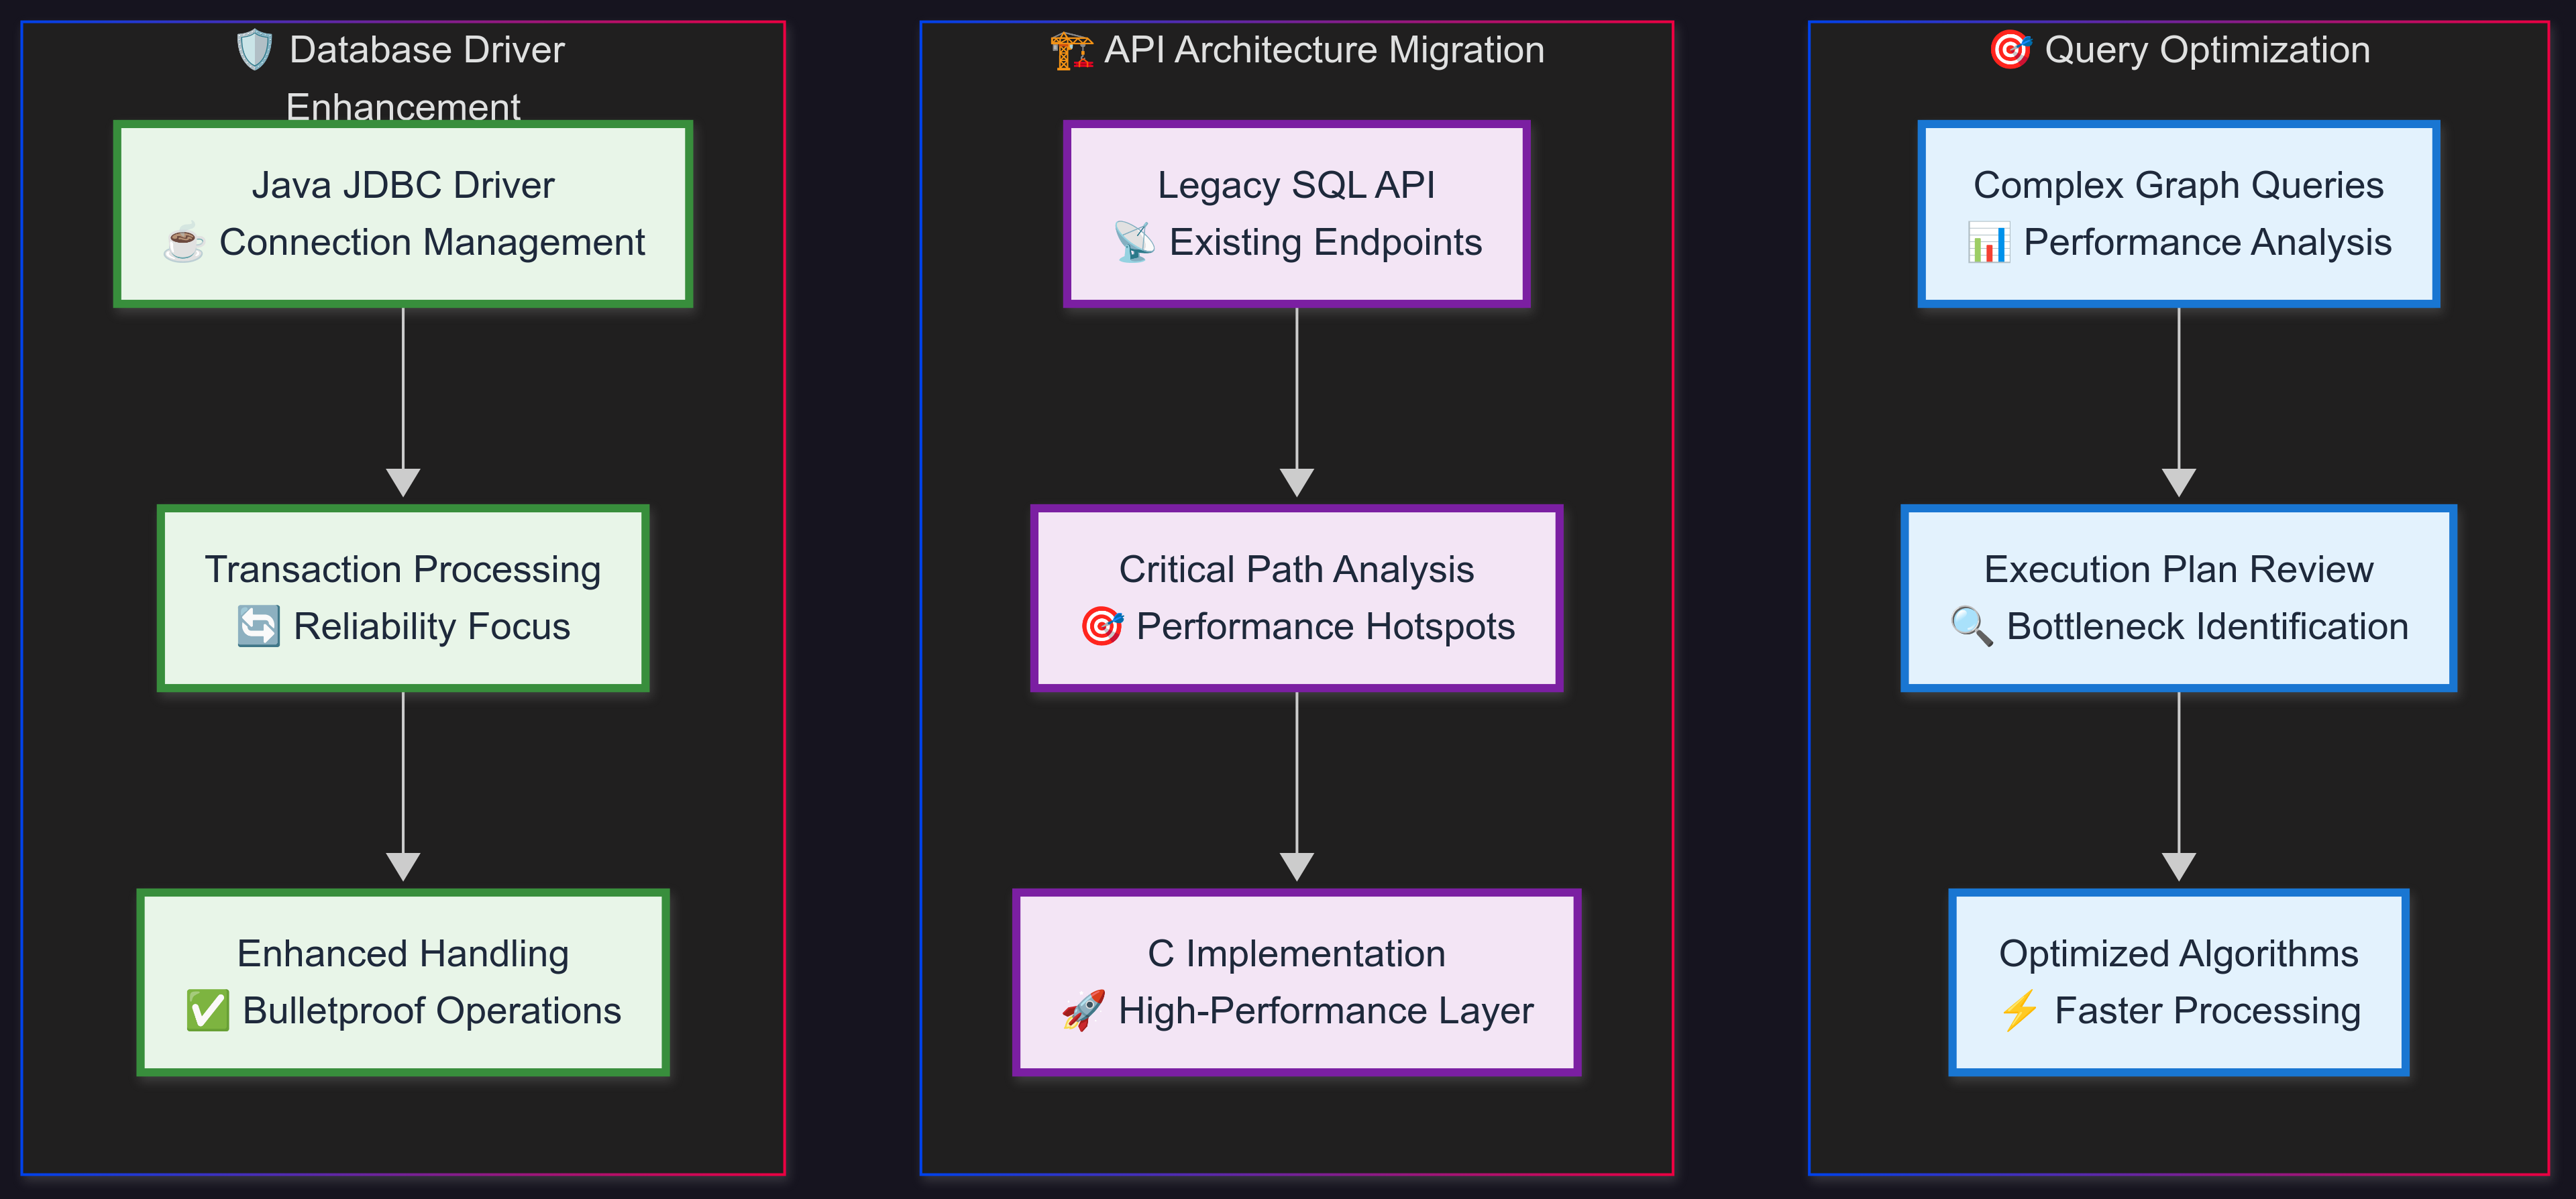 🛡️ Database Driver
Enhancement
Java JDBC Driver
☕ Connection Management
Transaction Processing
🔄 Reliability Focus
Enhanced Handling
✅ Bulletproof Operations
🏗️ API Architecture Migration
Legacy SQL API
📡 Existing Endpoints
Critical Path Analysis
🎯 Performance Hotspots
C Implementation
🚀 High-Performance Layer
🎯 Query Optimization
Complex Graph Queries
📊 Performance Analysis
Execution Plan Review
🔍 Bottleneck Identification
Optimized Algorithms
⚡ Faster Processing